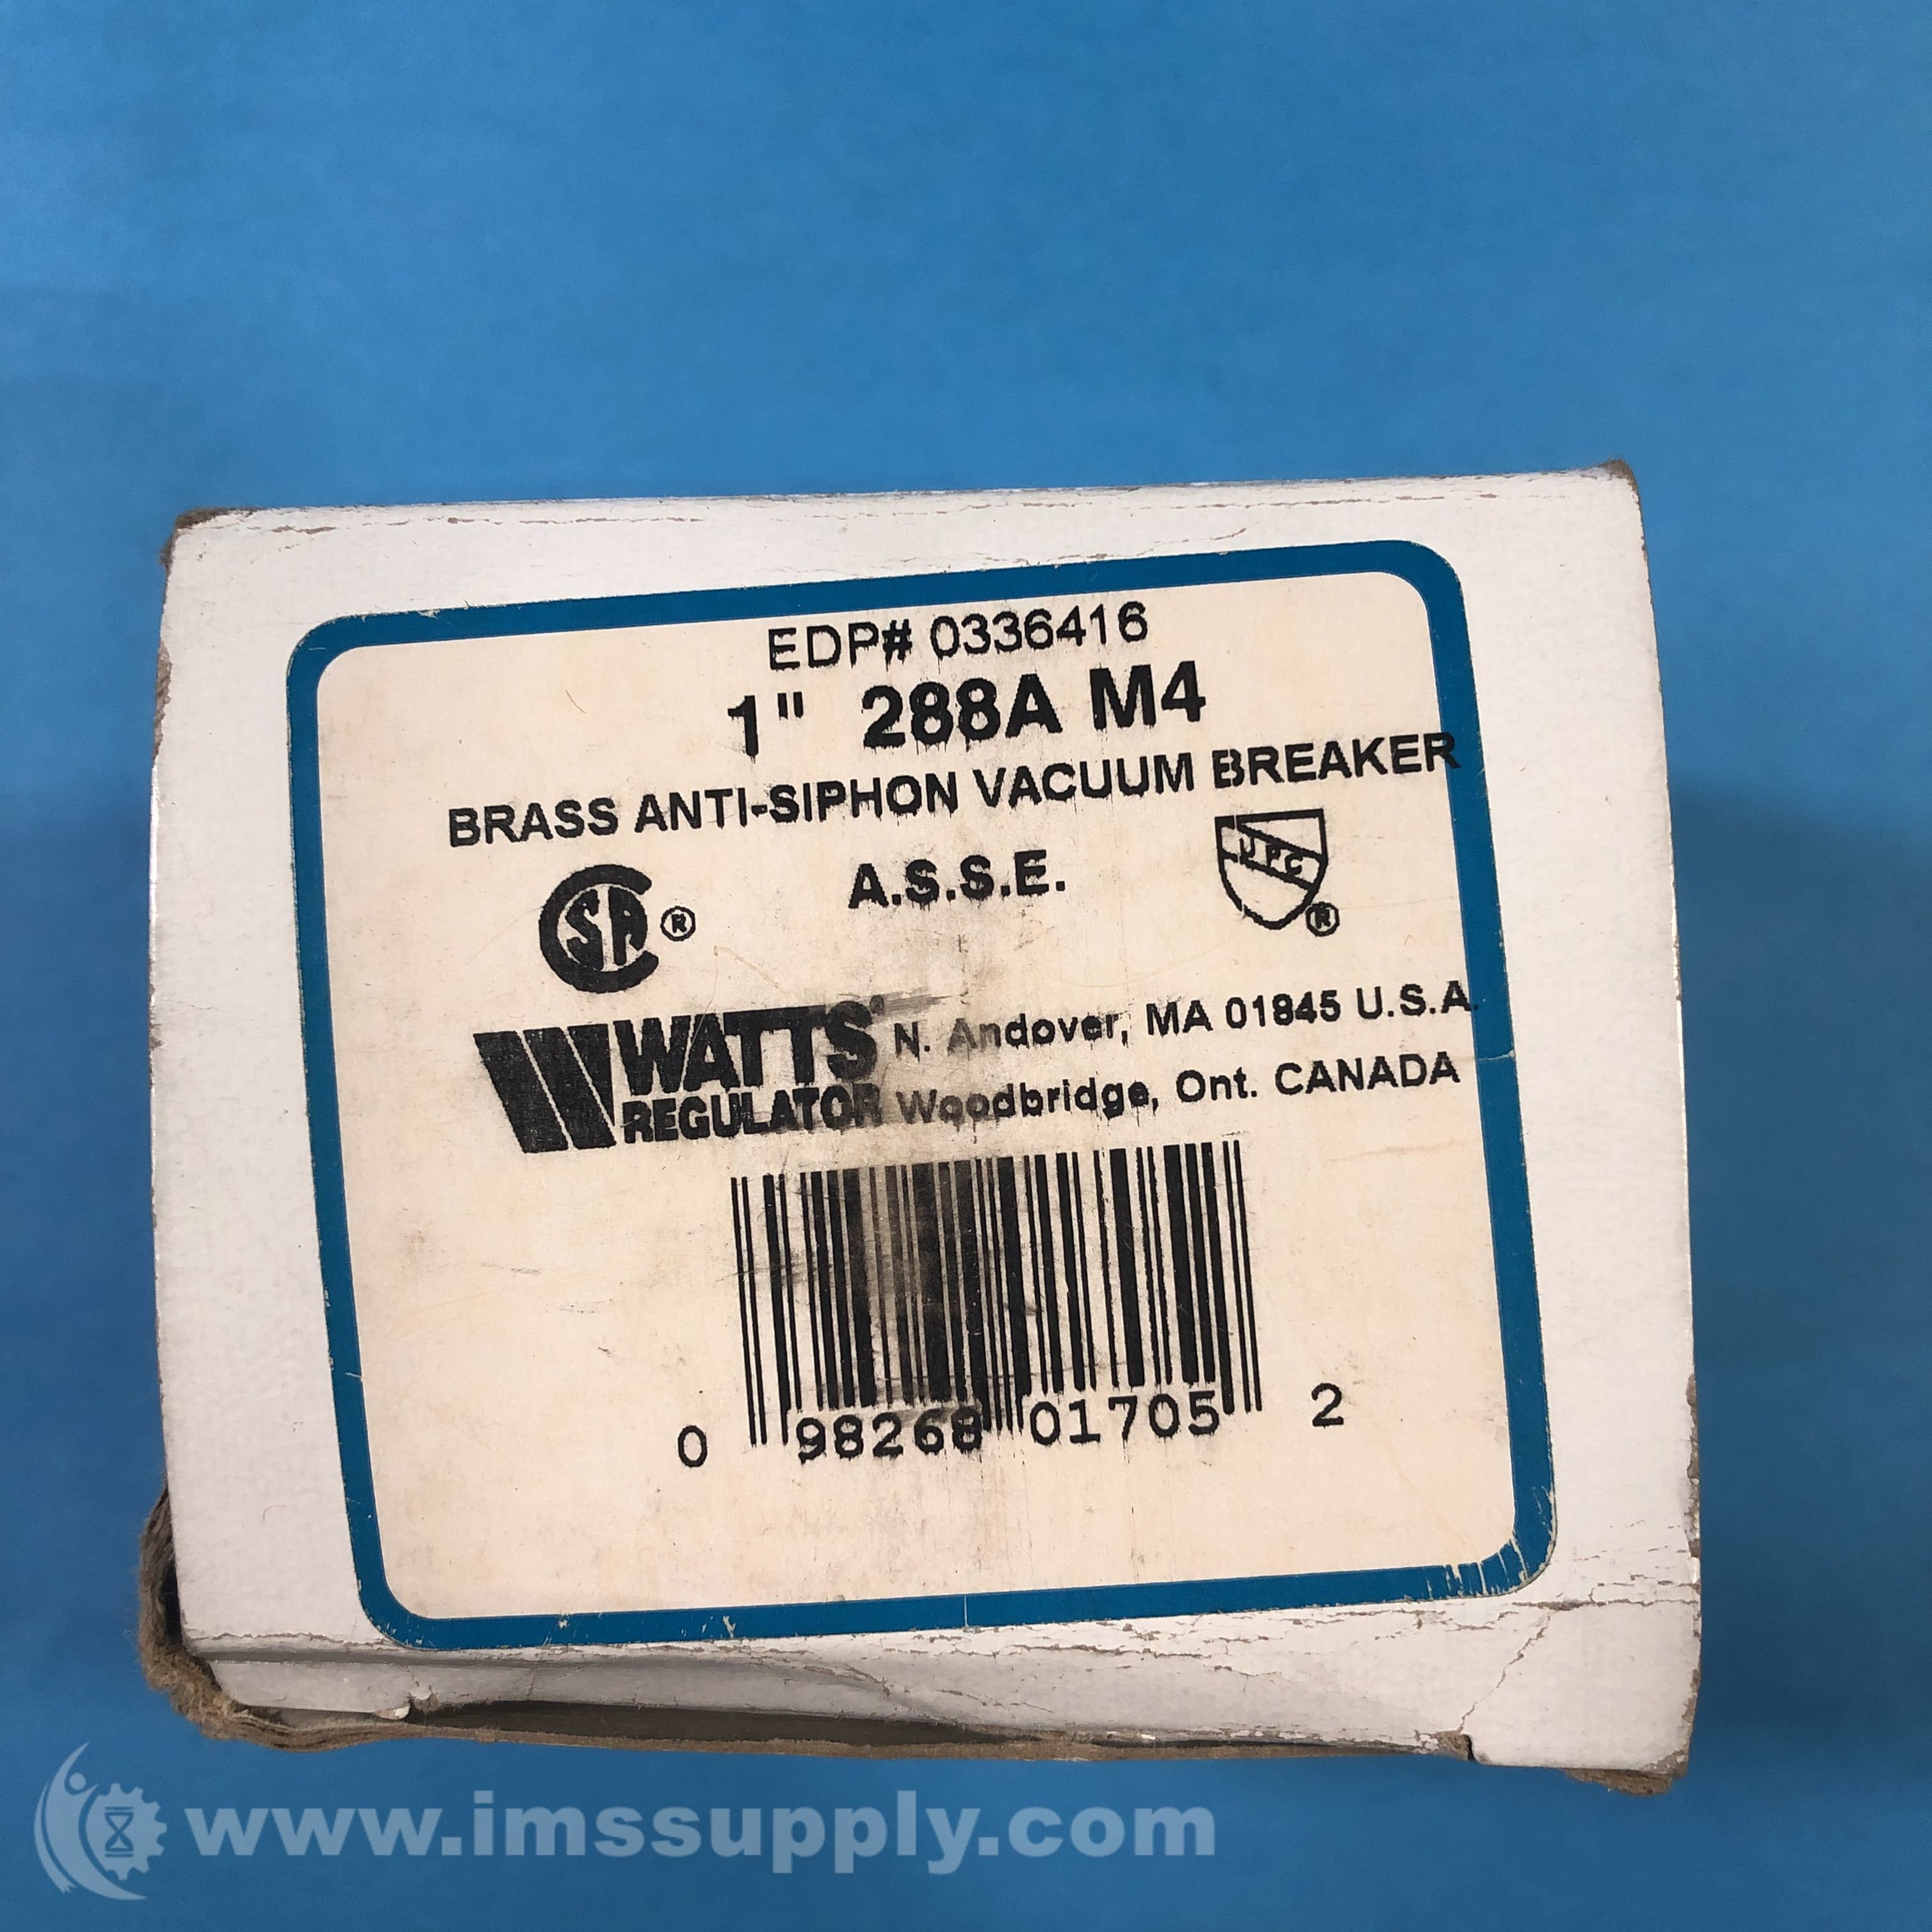 EDP# 0336416
1" 288A M4
BRASS ANTI-SIPHON VACUUM BREAKER
CSA® A.S.S.E. UPC®
WATTS® N. Andover, MA 01845 U.S.A.
REGULATOR Woodbridge, Ont. CANADA
0 98268 01705 2
www.imssupply.com